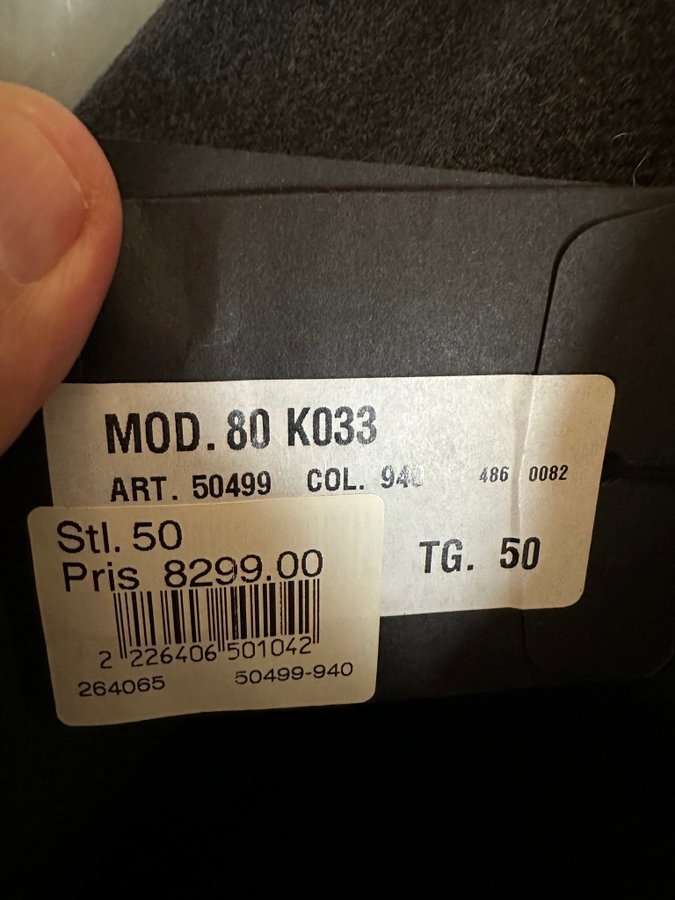 MOD. 80 K033
ART. 50499 COL. 940 486 0082
TG. 50
Stl. 50
Pris 8299.00
2 226406 501042
264065 50499-940